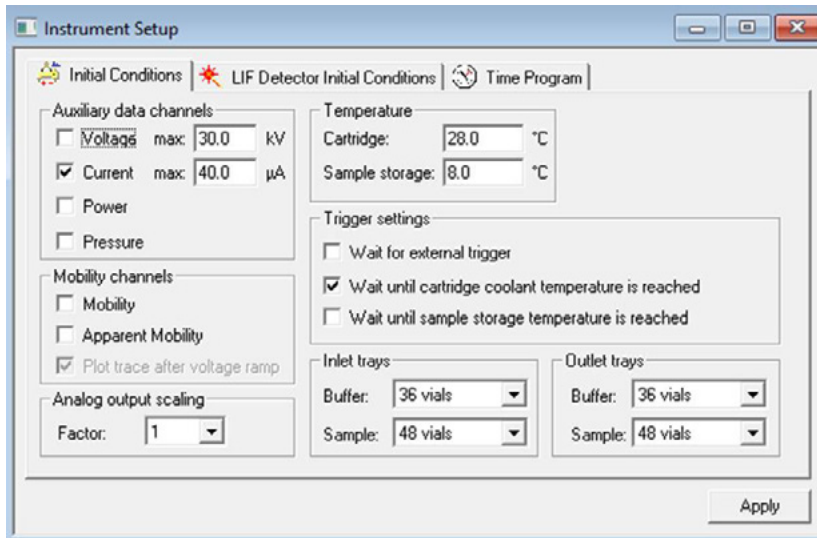 Instrument Setup
Initial Conditions
LIF Detector Initial Conditions
Time Program
Auxiliary data channels
Voltage max: 30.0 kV
Current max: 40.0 µA
Power
Pressure
Mobility channels
Mobility
Apparent Mobility
Plot trace after voltage ramp
Analog output scaling
Factor: 1
Temperature
Cartridge: 28.0 °C
Sample storage: 8.0 °C
Trigger settings
Wait for external trigger
Wait until cartridge coolant temperature is reached
Wait until sample storage temperature is reached
Inlet trays
Buffer: 36 vials
Sample: 48 vials
Outlet trays
Buffer: 36 vials
Sample: 48 vials
Apply